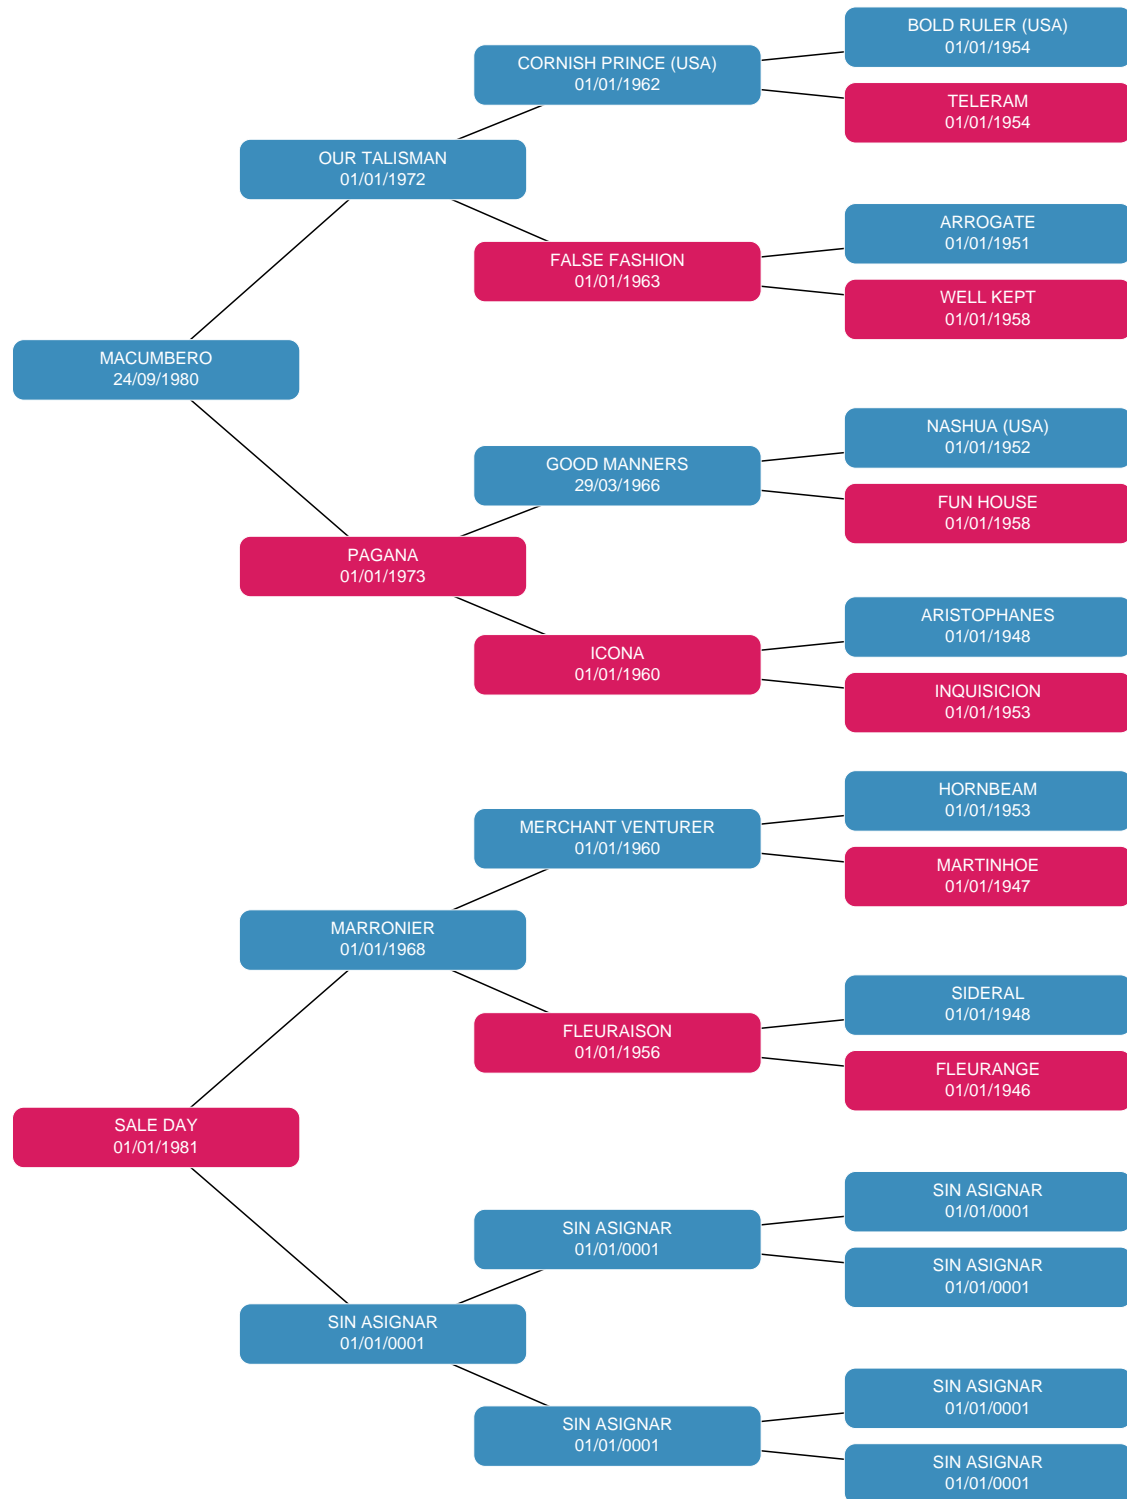 BOLD RULER (USA)
01/01/1954
CORNISH PRINCE (USA)
01/01/1962
TELERAM
01/01/1954
OUR TALISMAN
01/01/1972
ARROGATE
01/01/1951
FALSE FASHION
01/01/1963
WELL KEPT
01/01/1958
MACUMBERO
24/09/1980
NASHUA (USA)
01/01/1952
GOOD MANNERS
29/03/1966
FUN HOUSE
01/01/1958
PAGANA
01/01/1973
ARISTOPHANES
01/01/1948
ICONA
01/01/1960
INQUISICION
01/01/1953
HORNBEAM
01/01/1953
MERCHANT VENTURER
01/01/1960
MARTINHOE
01/01/1947
MARRONIER
01/01/1968
SIDERAL
01/01/1948
FLEURAISON
01/01/1956
FLEURANGE
01/01/1946
SALE DAY
01/01/1981
SIN ASIGNAR
01/01/0001
SIN ASIGNAR
01/01/0001
SIN ASIGNAR
01/01/0001
SIN ASIGNAR
01/01/0001
SIN ASIGNAR
01/01/0001
SIN ASIGNAR
01/01/0001
SIN ASIGNAR
01/01/0001